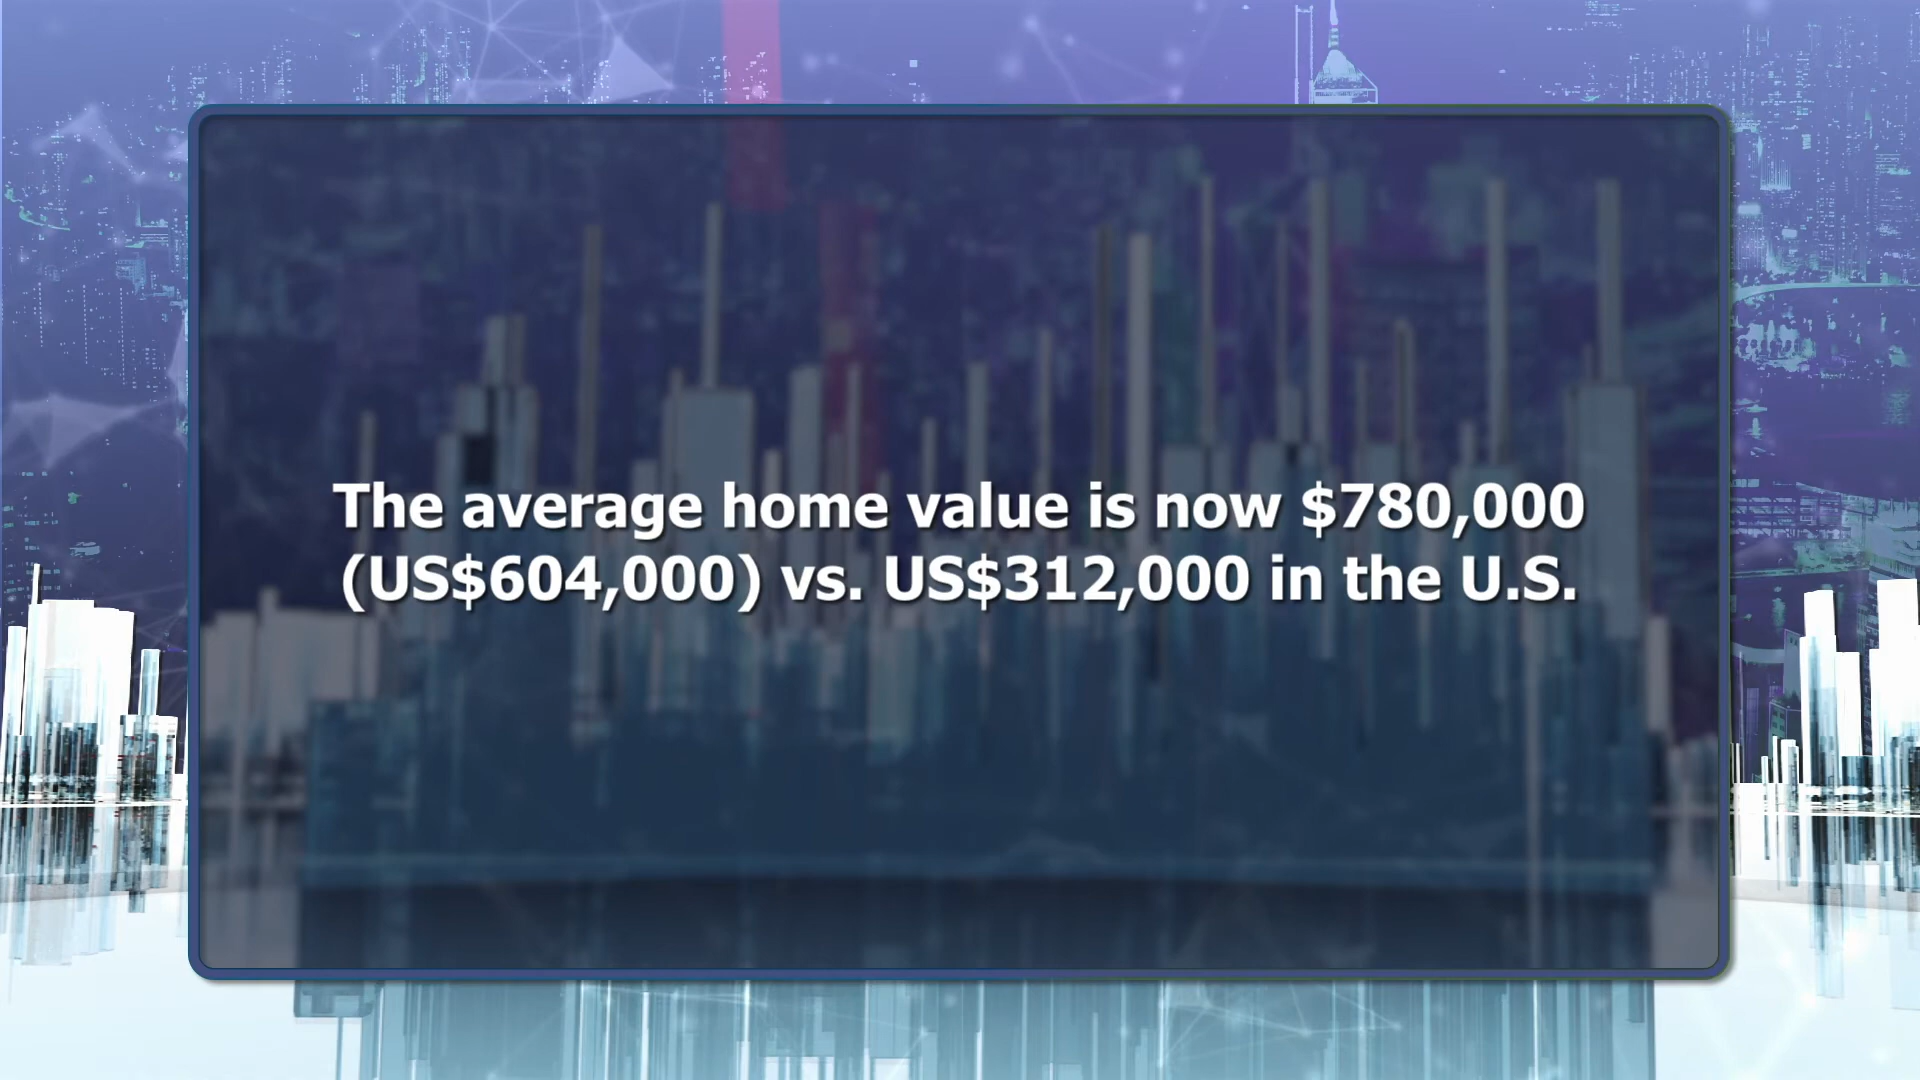 The average home value is now $780,000
(US$604,000) vs. US$312,000 in the U.S.